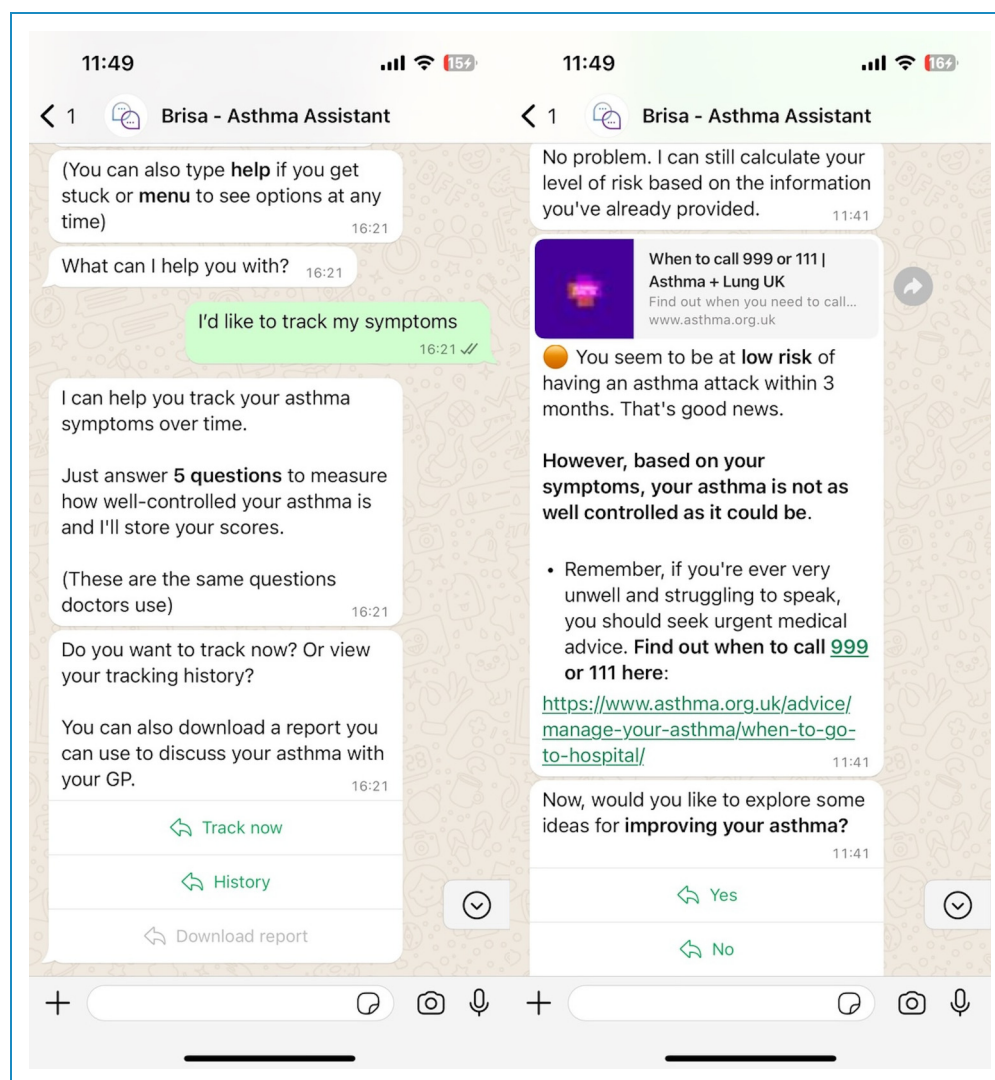 11:49
15
1
Brisa - Asthma Assistant
(You can also type help if you get
stuck or menu to see options at any
time)
16:21
What can I help you with?
16:21
I'd like to track my symptoms
16:21
I can help you track your asthma
symptoms over time.
Just answer 5 questions to measure
how well-controlled your asthma is
and I'll store your scores.
(These are the same questions
doctors use)
16:21
Do you want to track now? Or view
your tracking history?
You can also download a report you
can use to discuss your asthma with
your GP.
16:21
Track now
History
Download report
11:49
16
1
Brisa - Asthma Assistant
No problem. I can still calculate your
level of risk based on the information
you've already provided.
11:41
When to call 999 or 111 |
Asthma + Lung UK
Find out when you need to call...
www.asthma.org.uk
You seem to be at low risk of
having an asthma attack within 3
months. That's good news.
However, based on your
symptoms, your asthma is not as
well controlled as it could be.
• Remember, if you're ever very
unwell and struggling to speak,
you should seek urgent medical
advice. Find out when to call 999
or 111 here:
https://www.asthma.org.uk/advice/
manage-your-asthma/when-to-go-
to-hospital/
11:41
Now, would you like to explore some
ideas for improving your asthma?
11:41
Yes
No